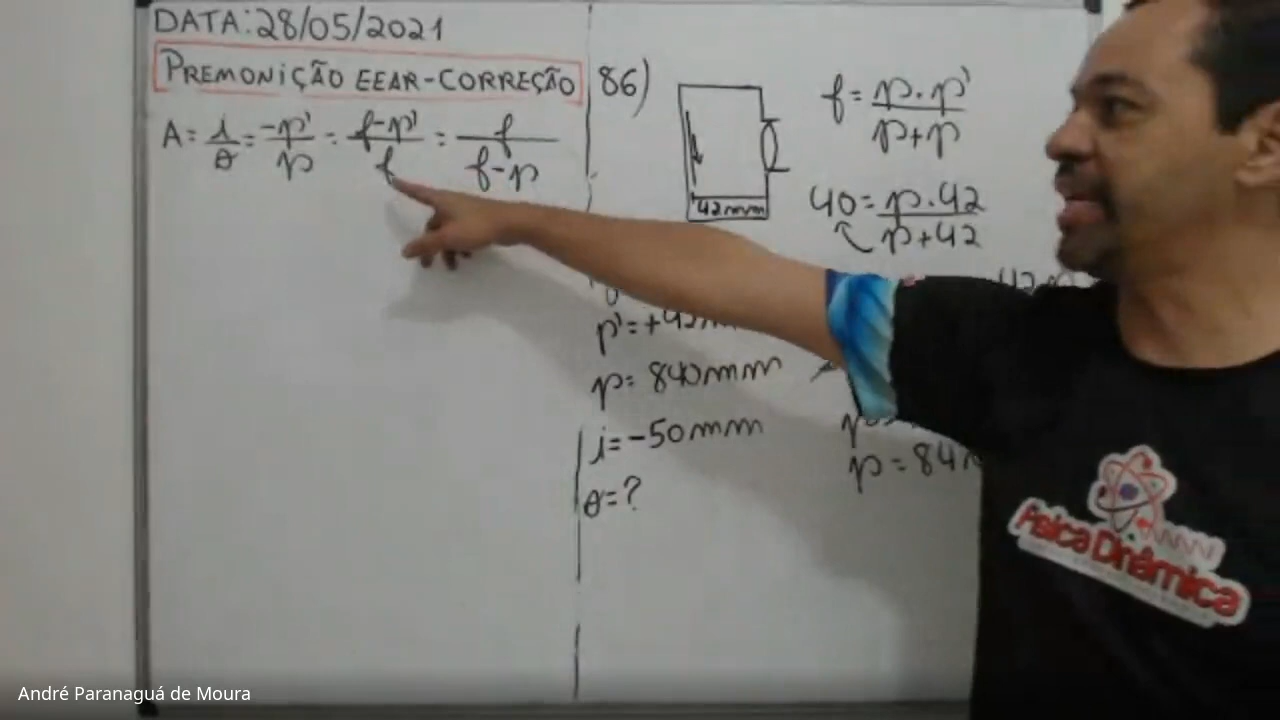 DATA: 28/05/2021
PREMONIÇÃO EEAR-CORREÇÃO
A = i/o = -p'/p = f-p'/f = f/f-p
86)
42mm
f = p.p'/p+p'
40 = p.42/p+42
p' = +42
p = 840mm
i = -50mm
o = ?
p = 84
Física Dinâmica
André Paranaguá de Moura